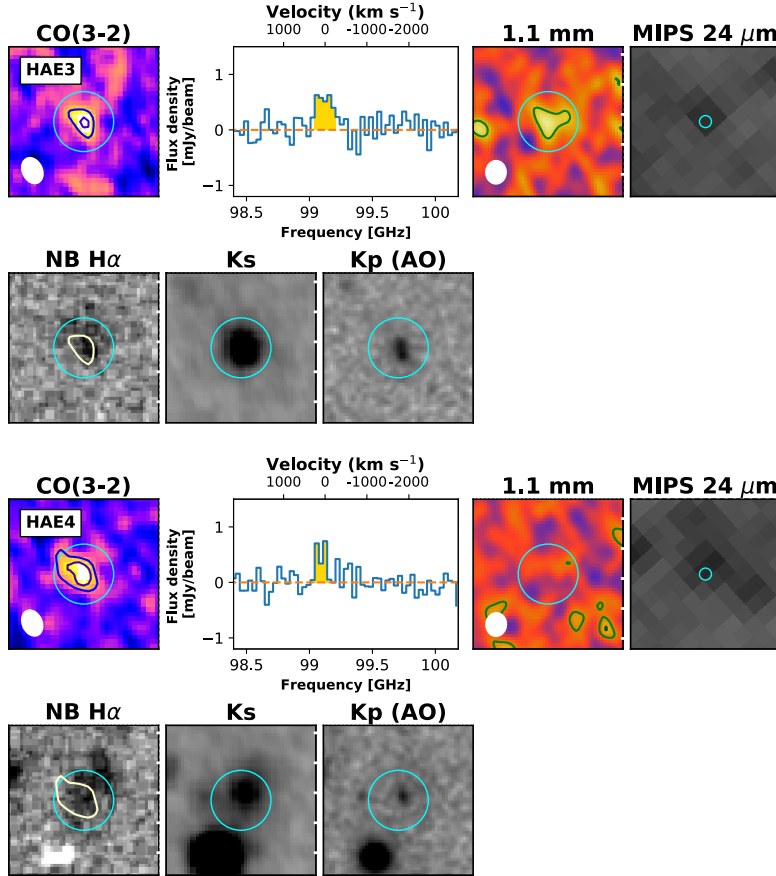 Velocity (km s⁻¹)
1000 0 −1000 −2000
CO(3-2)
1.1 mm
MIPS 24 μm
HAE3
Flux density
[mJy/beam]
1
0
−1
98.5 99 99.5 100
Frequency [GHz]
NB Hα
Ks
Kp (AO)
Velocity (km s⁻¹)
1000 0 −1000 −2000
CO(3-2)
1.1 mm
MIPS 24 μm
HAE4
Flux density
[mJy/beam]
1
0
−1
98.5 99 99.5 100
Frequency [GHz]
NB Hα
Ks
Kp (AO)